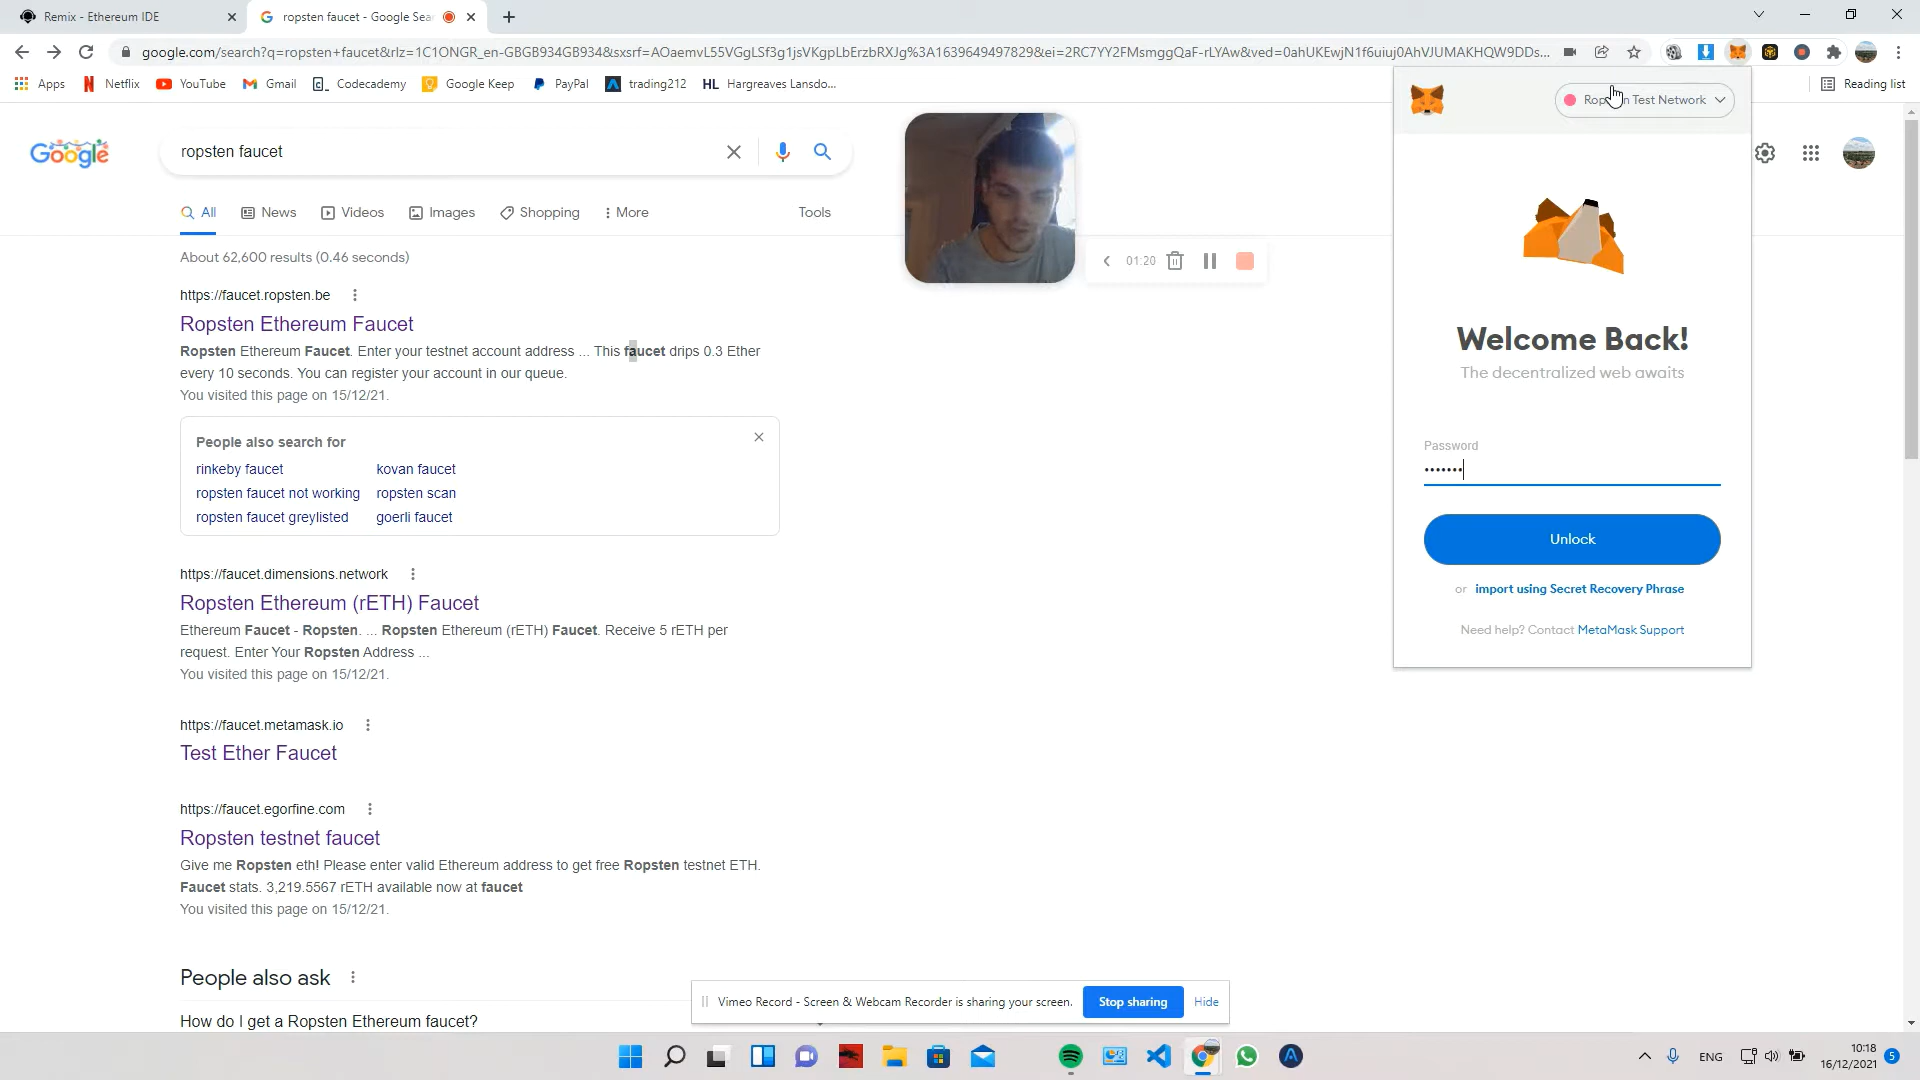 Remix - Ethereum IDE
ropsten faucet - Google Sea
google.com/search?q=ropsten+faucet&rlz=1C1ONGR_en-GBGB934GB934&sxsrf=AOaemvL55VGgLSf3g1jsVKgpLbErzbRXJg%3A1639649497829&ei=2RC7YY2FMsmggQaF-rLYAw&ved=0ahUKEwjN1f6uiuj0AhVJUMAKHQW9DDs...
Apps
Netflix
YouTube
Gmail
Codecademy
Google Keep
PayPal
trading212
HL Hargreaves Lansdo...
Reading list
Google
ropsten faucet
All
News
Videos
Images
Shopping
More
Tools
About 62,600 results (0.46 seconds)
https://faucet.ropsten.be
Ropsten Ethereum Faucet
Ropsten Ethereum Faucet. Enter your testnet account address ... This faucet drips 0.3 Ether
every 10 seconds. You can register your account in our queue.
You visited this page on 15/12/21.
People also search for
rinkeby faucet
kovan faucet
ropsten faucet not working
ropsten scan
ropsten faucet greylisted
goerli faucet
https://faucet.dimensions.network
Ropsten Ethereum (rETH) Faucet
Ethereum Faucet - Ropsten. ... Ropsten Ethereum (rETH) Faucet. Receive 5 rETH per
request. Enter Your Ropsten Address ...
You visited this page on 15/12/21.
https://faucet.metamask.io
Test Ether Faucet
https://faucet.egorfine.com
Ropsten testnet faucet
Give me Ropsten eth! Please enter valid Ethereum address to get free Ropsten testnet ETH.
Faucet stats. 3,219.5567 rETH available now at faucet
You visited this page on 15/12/21.
People also ask
How do I get a Ropsten Ethereum faucet?
01:20
Ropsten Test Network
Welcome Back!
The decentralized web awaits
Password
•••••••
Unlock
or import using Secret Recovery Phrase
Need help? Contact MetaMask Support
Vimeo Record - Screen & Webcam Recorder is sharing your screen.
Stop sharing
Hide
ENG
10:18
16/12/2021
5